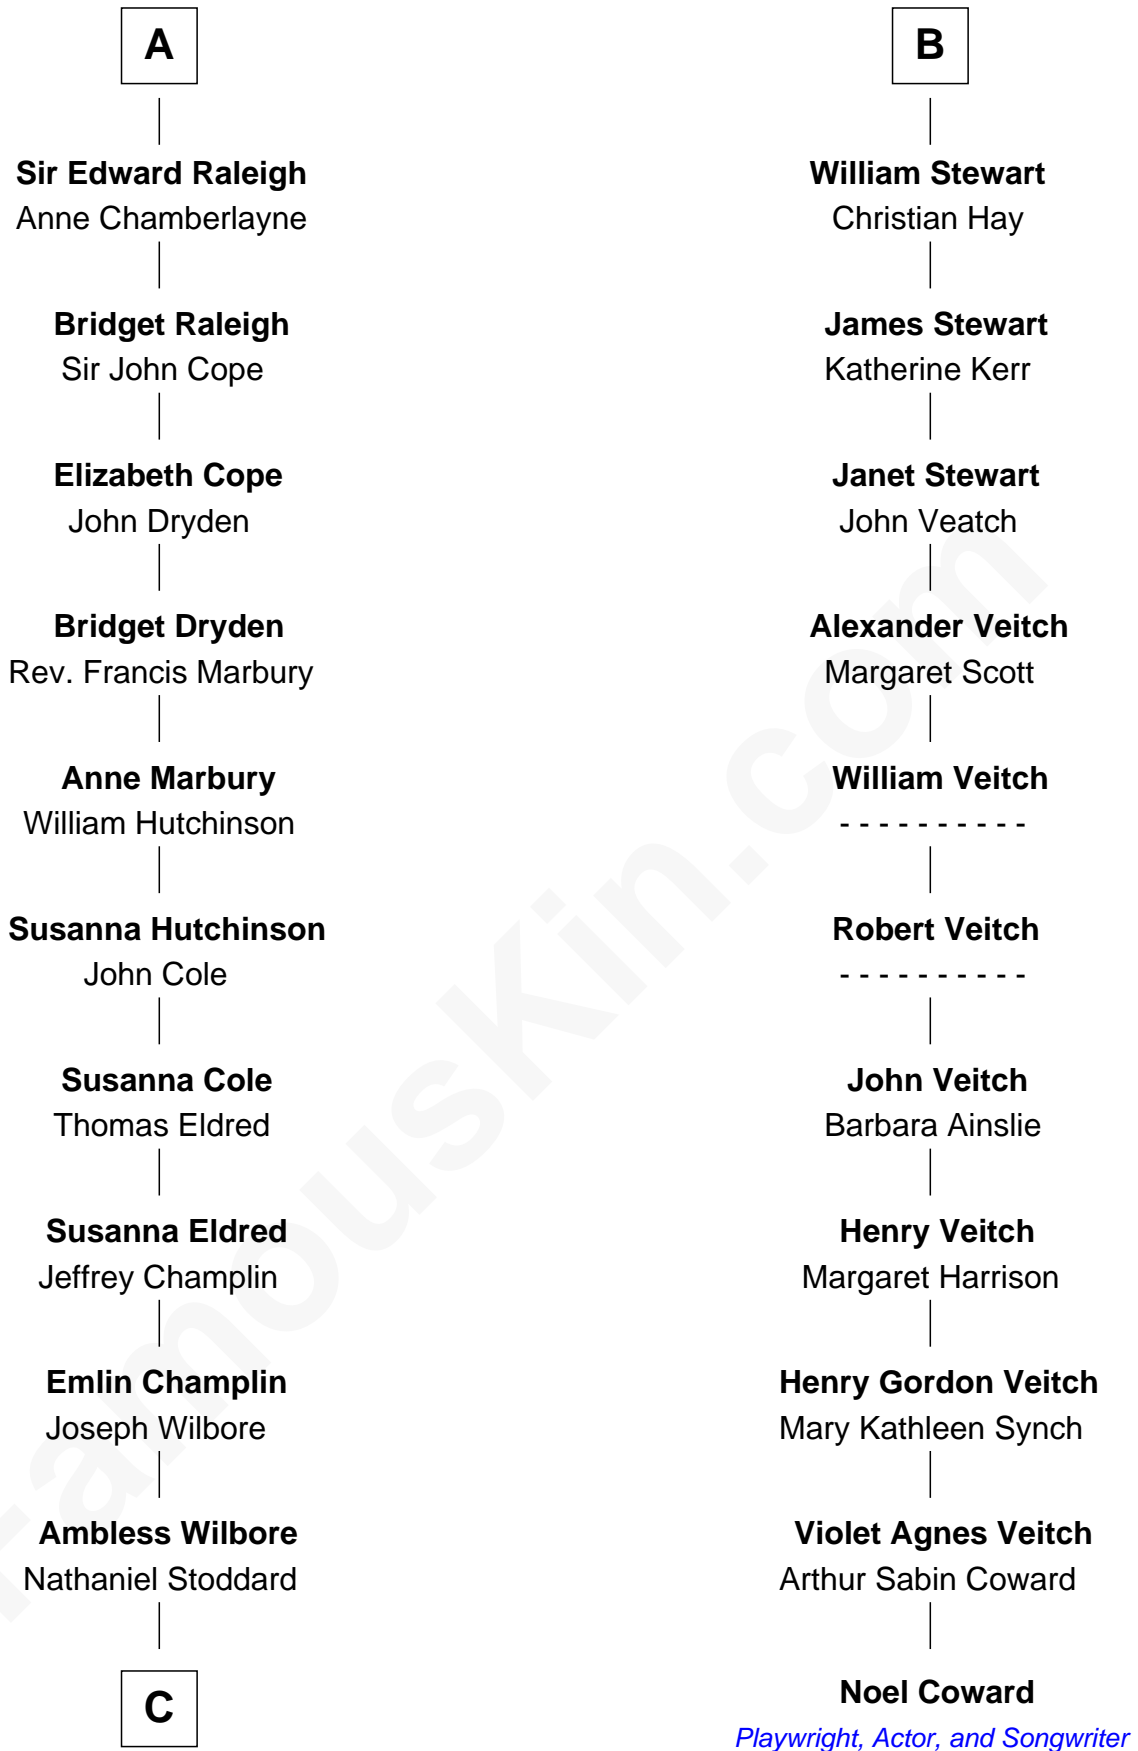 A
Sir Edward Raleigh
Anne Chamberlayne
Bridget Raleigh
Sir John Cope
Elizabeth Cope
John Dryden
Bridget Dryden
Rev. Francis Marbury
Anne Marbury
William Hutchinson
Susanna Hutchinson
John Cole
Susanna Cole
Thomas Eldred
Susanna Eldred
Jeffrey Champlin
Emlin Champlin
Joseph Wilbore
Ambless Wilbore
Nathaniel Stoddard
C
B
William Stewart
Christian Hay
James Stewart
Katherine Kerr
Janet Stewart
John Veatch
Alexander Veitch
Margaret Scott
William Veitch
- - - - - - - - - -
Robert Veitch
- - - - - - - - - -
John Veitch
Barbara Ainslie
Henry Veitch
Margaret Harrison
Henry Gordon Veitch
Mary Kathleen Synch
Violet Agnes Veitch
Arthur Sabin Coward
Noel Coward
Playwright, Actor, and Songwriter
FamousKin.com